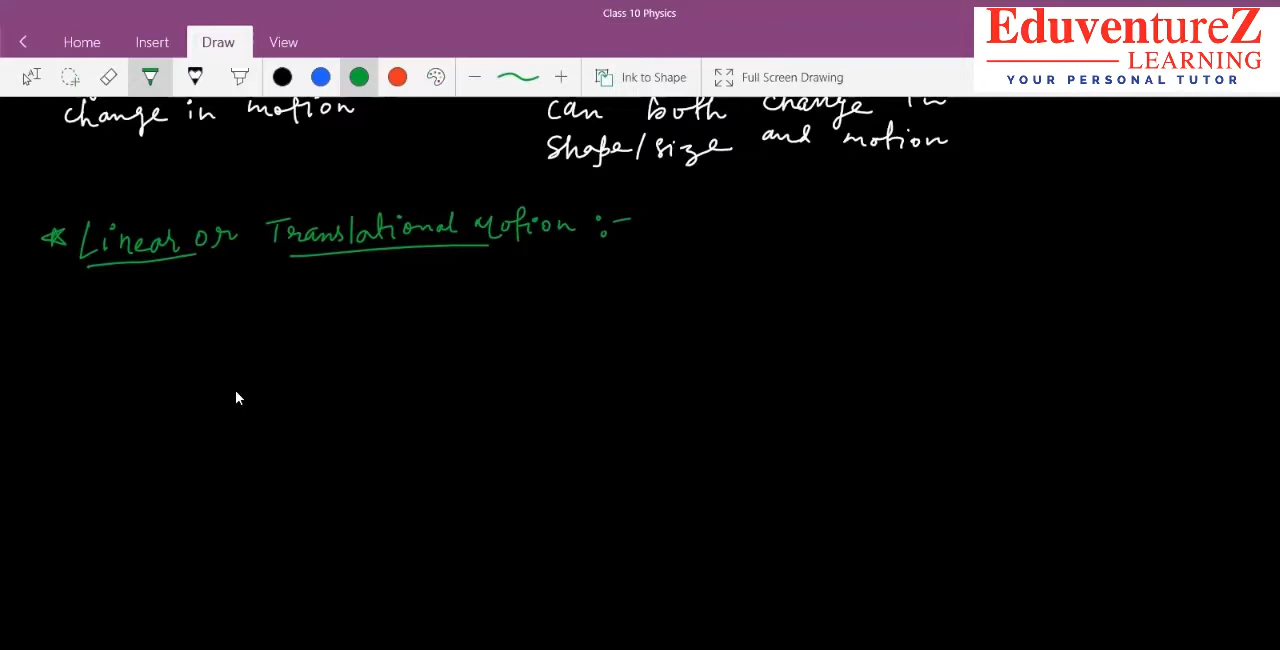 Class 10 Physics
EduventureZ
LEARNING
YOUR PERSONAL TUTOR
Home Insert Draw View
Ink to Shape Full Screen Drawing
change in motion
can both change in
shape/size and motion
* Linear or Translational Motion :-